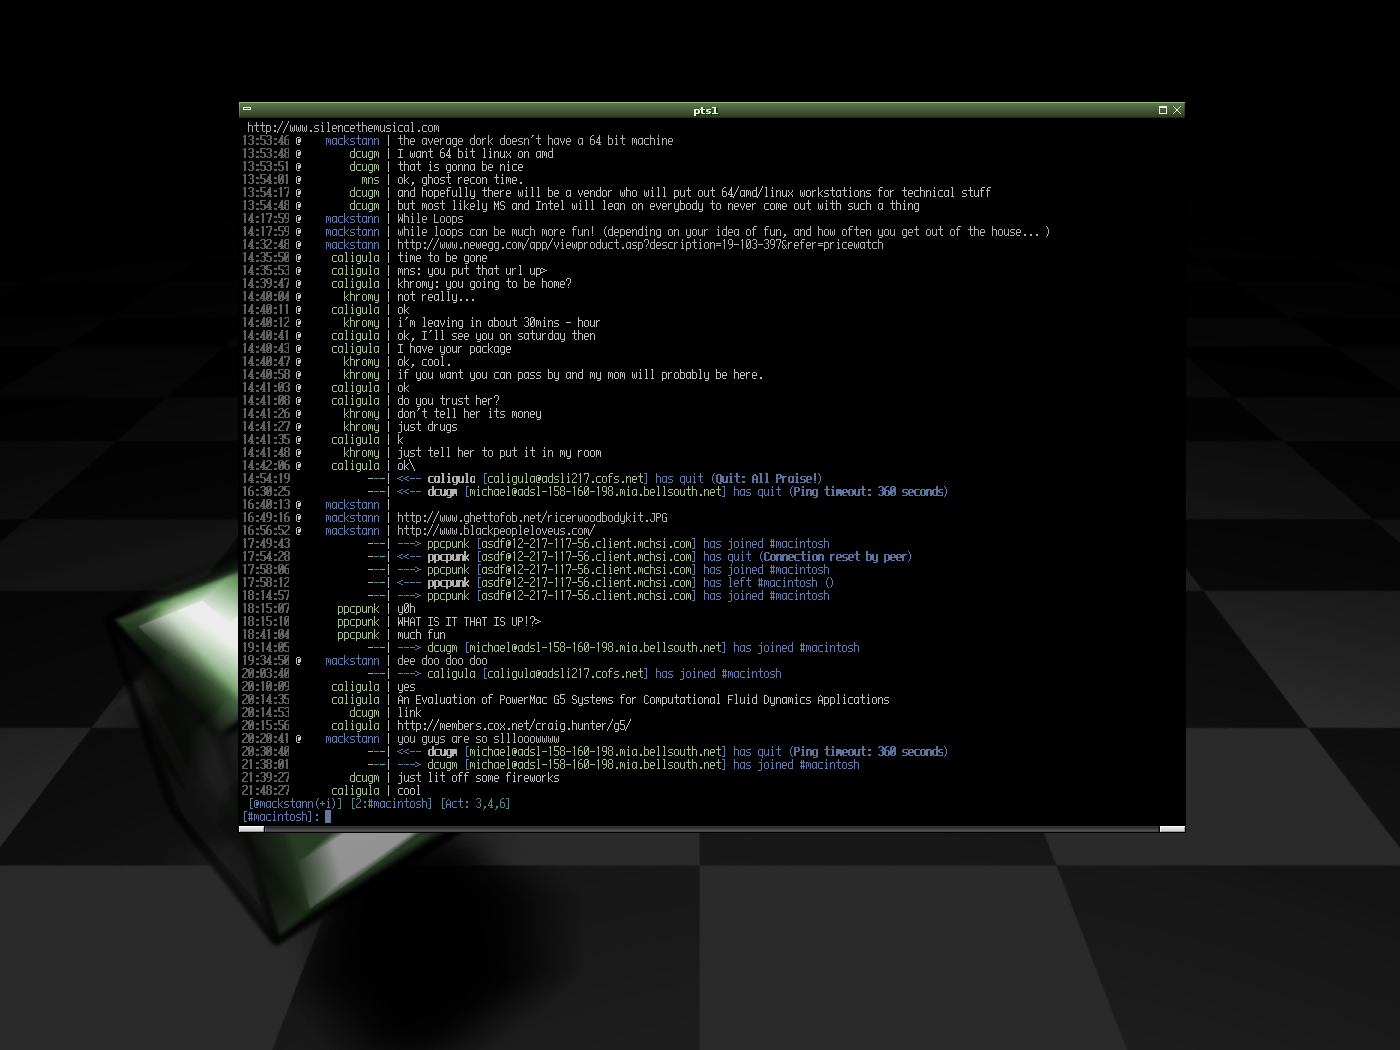 pts1
http://www.silencethemusical.com
13:53:46 @ mackstann | the average dork doesn't have a 64 bit machine
13:53:48 @ dcugm | I want 64 bit linux on amd
13:53:51 @ dcugm | that is gonna be nice
13:54:01 @ mns | ok, ghost recon time.
13:54:17 @ dcugm | and hopefully there will be a vendor who will put out 64/amd/linux workstations for technical stuff
13:54:48 @ dcugm | but most likely MS and Intel will lean on everybody to never come out with such a thing
14:17:59 @ mackstann | While Loops
14:17:59 @ mackstann | while loops can be much more fun! (depending on your idea of fun, and how often you get out of the house... )
14:32:48 @ mackstann | http://www.newegg.com/app/viewproduct.asp?description=19-103-397&refer=pricewatch
14:35:50 @ caligula | time to be gone
14:35:53 @ caligula | mns: you put that url up>
14:39:47 @ caligula | khromy: you going to be home?
14:40:04 @ khromy | not really...
14:40:11 @ caligula | ok
14:40:12 @ khromy | i'm leaving in about 30mins - hour
14:40:41 @ caligula | ok, I'll see you on saturday then
14:40:43 @ caligula | I have your package
14:40:47 @ khromy | ok, cool.
14:40:58 @ khromy | if you want you can pass by and my mom will probably be here.
14:41:03 @ caligula | ok
14:41:08 @ caligula | do you trust her?
14:41:26 @ khromy | don't tell her its money
14:41:27 @ khromy | just drugs
14:41:35 @ caligula | k
14:41:48 @ khromy | just tell her to put it in my room
14:42:06 @ caligula | ok\
14:54:19 ---| <<-- caligula [caligula@adsli217.cofs.net] has quit (Quit: All Praise!)
16:30:25 ---| <<-- dcugm [michael@adsl-158-160-198.mia.bellsouth.net] has quit (Ping timeout: 360 seconds)
16:40:13 @ mackstann |
16:49:16 @ mackstann | http://www.ghettofob.net/ricerwoodbodykit.JPG
16:56:52 @ mackstann | http://www.blackpeopleloveus.com/
17:49:43 ---| ---> ppcpunk [asdf@12-217-117-56.client.mchsi.com] has joined #macintosh
17:54:28 ---| <<-- ppcpunk [asdf@12-217-117-56.client.mchsi.com] has quit (Connection reset by peer)
17:58:06 ---| ---> ppcpunk [asdf@12-217-117-56.client.mchsi.com] has joined #macintosh
17:58:12 ---| <--- ppcpunk [asdf@12-217-117-56.client.mchsi.com] has left #macintosh ()
18:14:57 ---| ---> ppcpunk [asdf@12-217-117-56.client.mchsi.com] has joined #macintosh
18:15:07 ppcpunk | y0h
18:15:10 ppcpunk | WHAT IS IT THAT IS UP!?>
18:41:04 ppcpunk | much fun
19:14:05 ---| ---> dcugm [michael@adsl-158-160-198.mia.bellsouth.net] has joined #macintosh
19:34:50 @ mackstann | dee doo doo doo
20:03:40 ---| ---> caligula [caligula@adsli217.cofs.net] has joined #macintosh
20:10:09 caligula | yes
20:14:35 caligula | An Evaluation of PowerMac G5 Systems for Computational Fluid Dynamics Applications
20:14:53 dcugm | link
20:15:56 caligula | http://members.cox.net/craig.hunter/g5/
20:20:41 @ mackstann | you guys are so slllooowwww
20:30:40 ---| <<-- dcugm [michael@adsl-158-160-198.mia.bellsouth.net] has quit (Ping timeout: 360 seconds)
21:38:01 ---| ---> dcugm [michael@adsl-158-160-198.mia.bellsouth.net] has joined #macintosh
21:39:27 dcugm | just lit off some fireworks
21:48:27 caligula | cool
[@mackstann(+i)] [2:#macintosh] [Act: 3,4,6]
[#macintosh]: